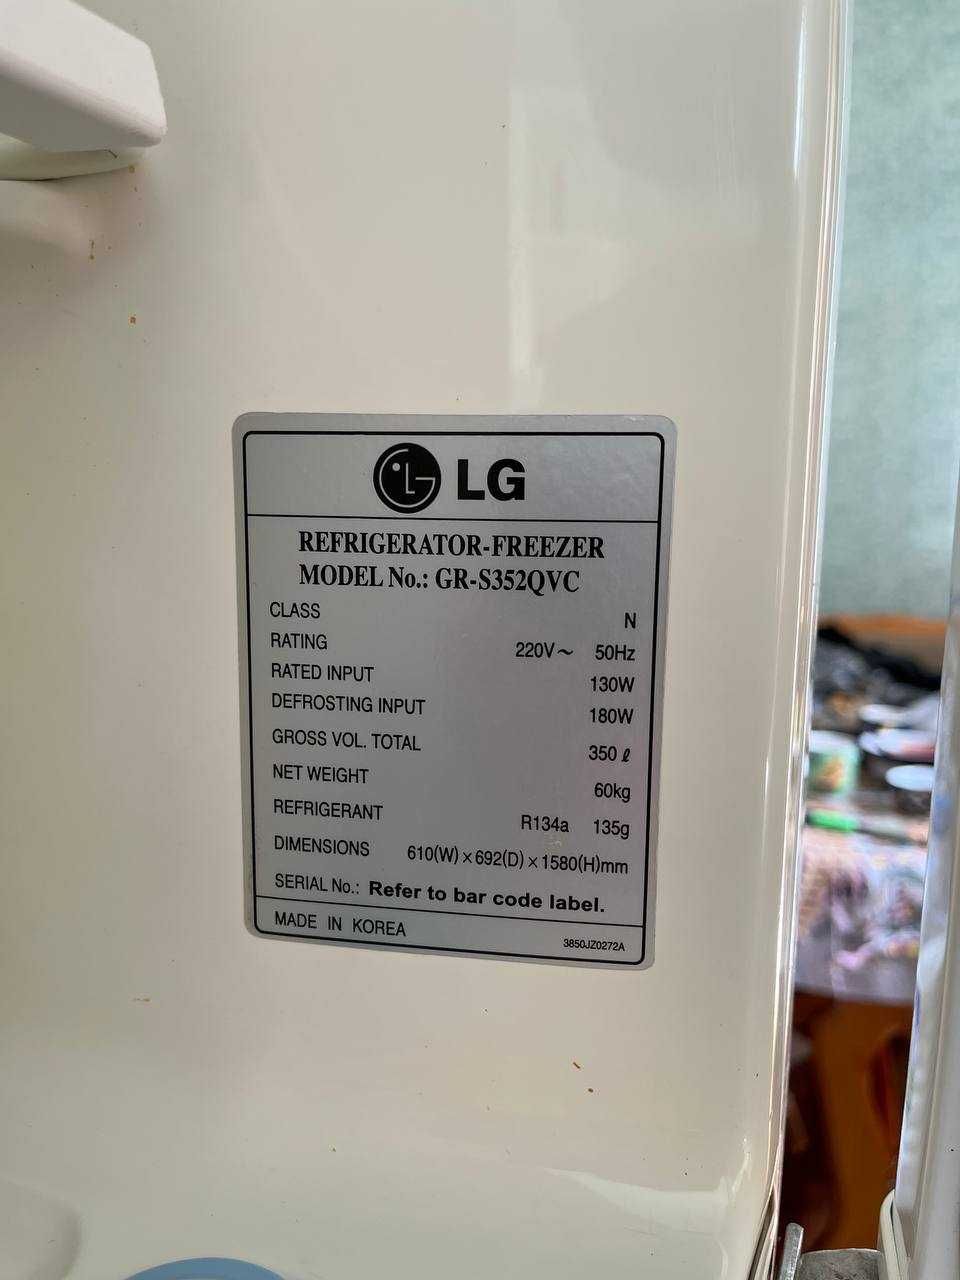 LG
REFRIGERATOR-FREEZER
MODEL No.: GR-S352QVC
CLASS N
RATING 220V~ 50Hz
RATED INPUT 130W
DEFROSTING INPUT 180W
GROSS VOL. TOTAL 350 ℓ
NET WEIGHT 60kg
REFRIGERANT R134a 135g
DIMENSIONS 610(W)×692(D)×1580(H)mm
SERIAL No.: Refer to bar code label.
MADE IN KOREA 3850JZ0272A